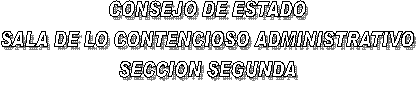 CONSEJO DE ESTADO
SALA DE LO CONTENCIOSO ADMINISTRATIVO
SECCION SEGUNDA